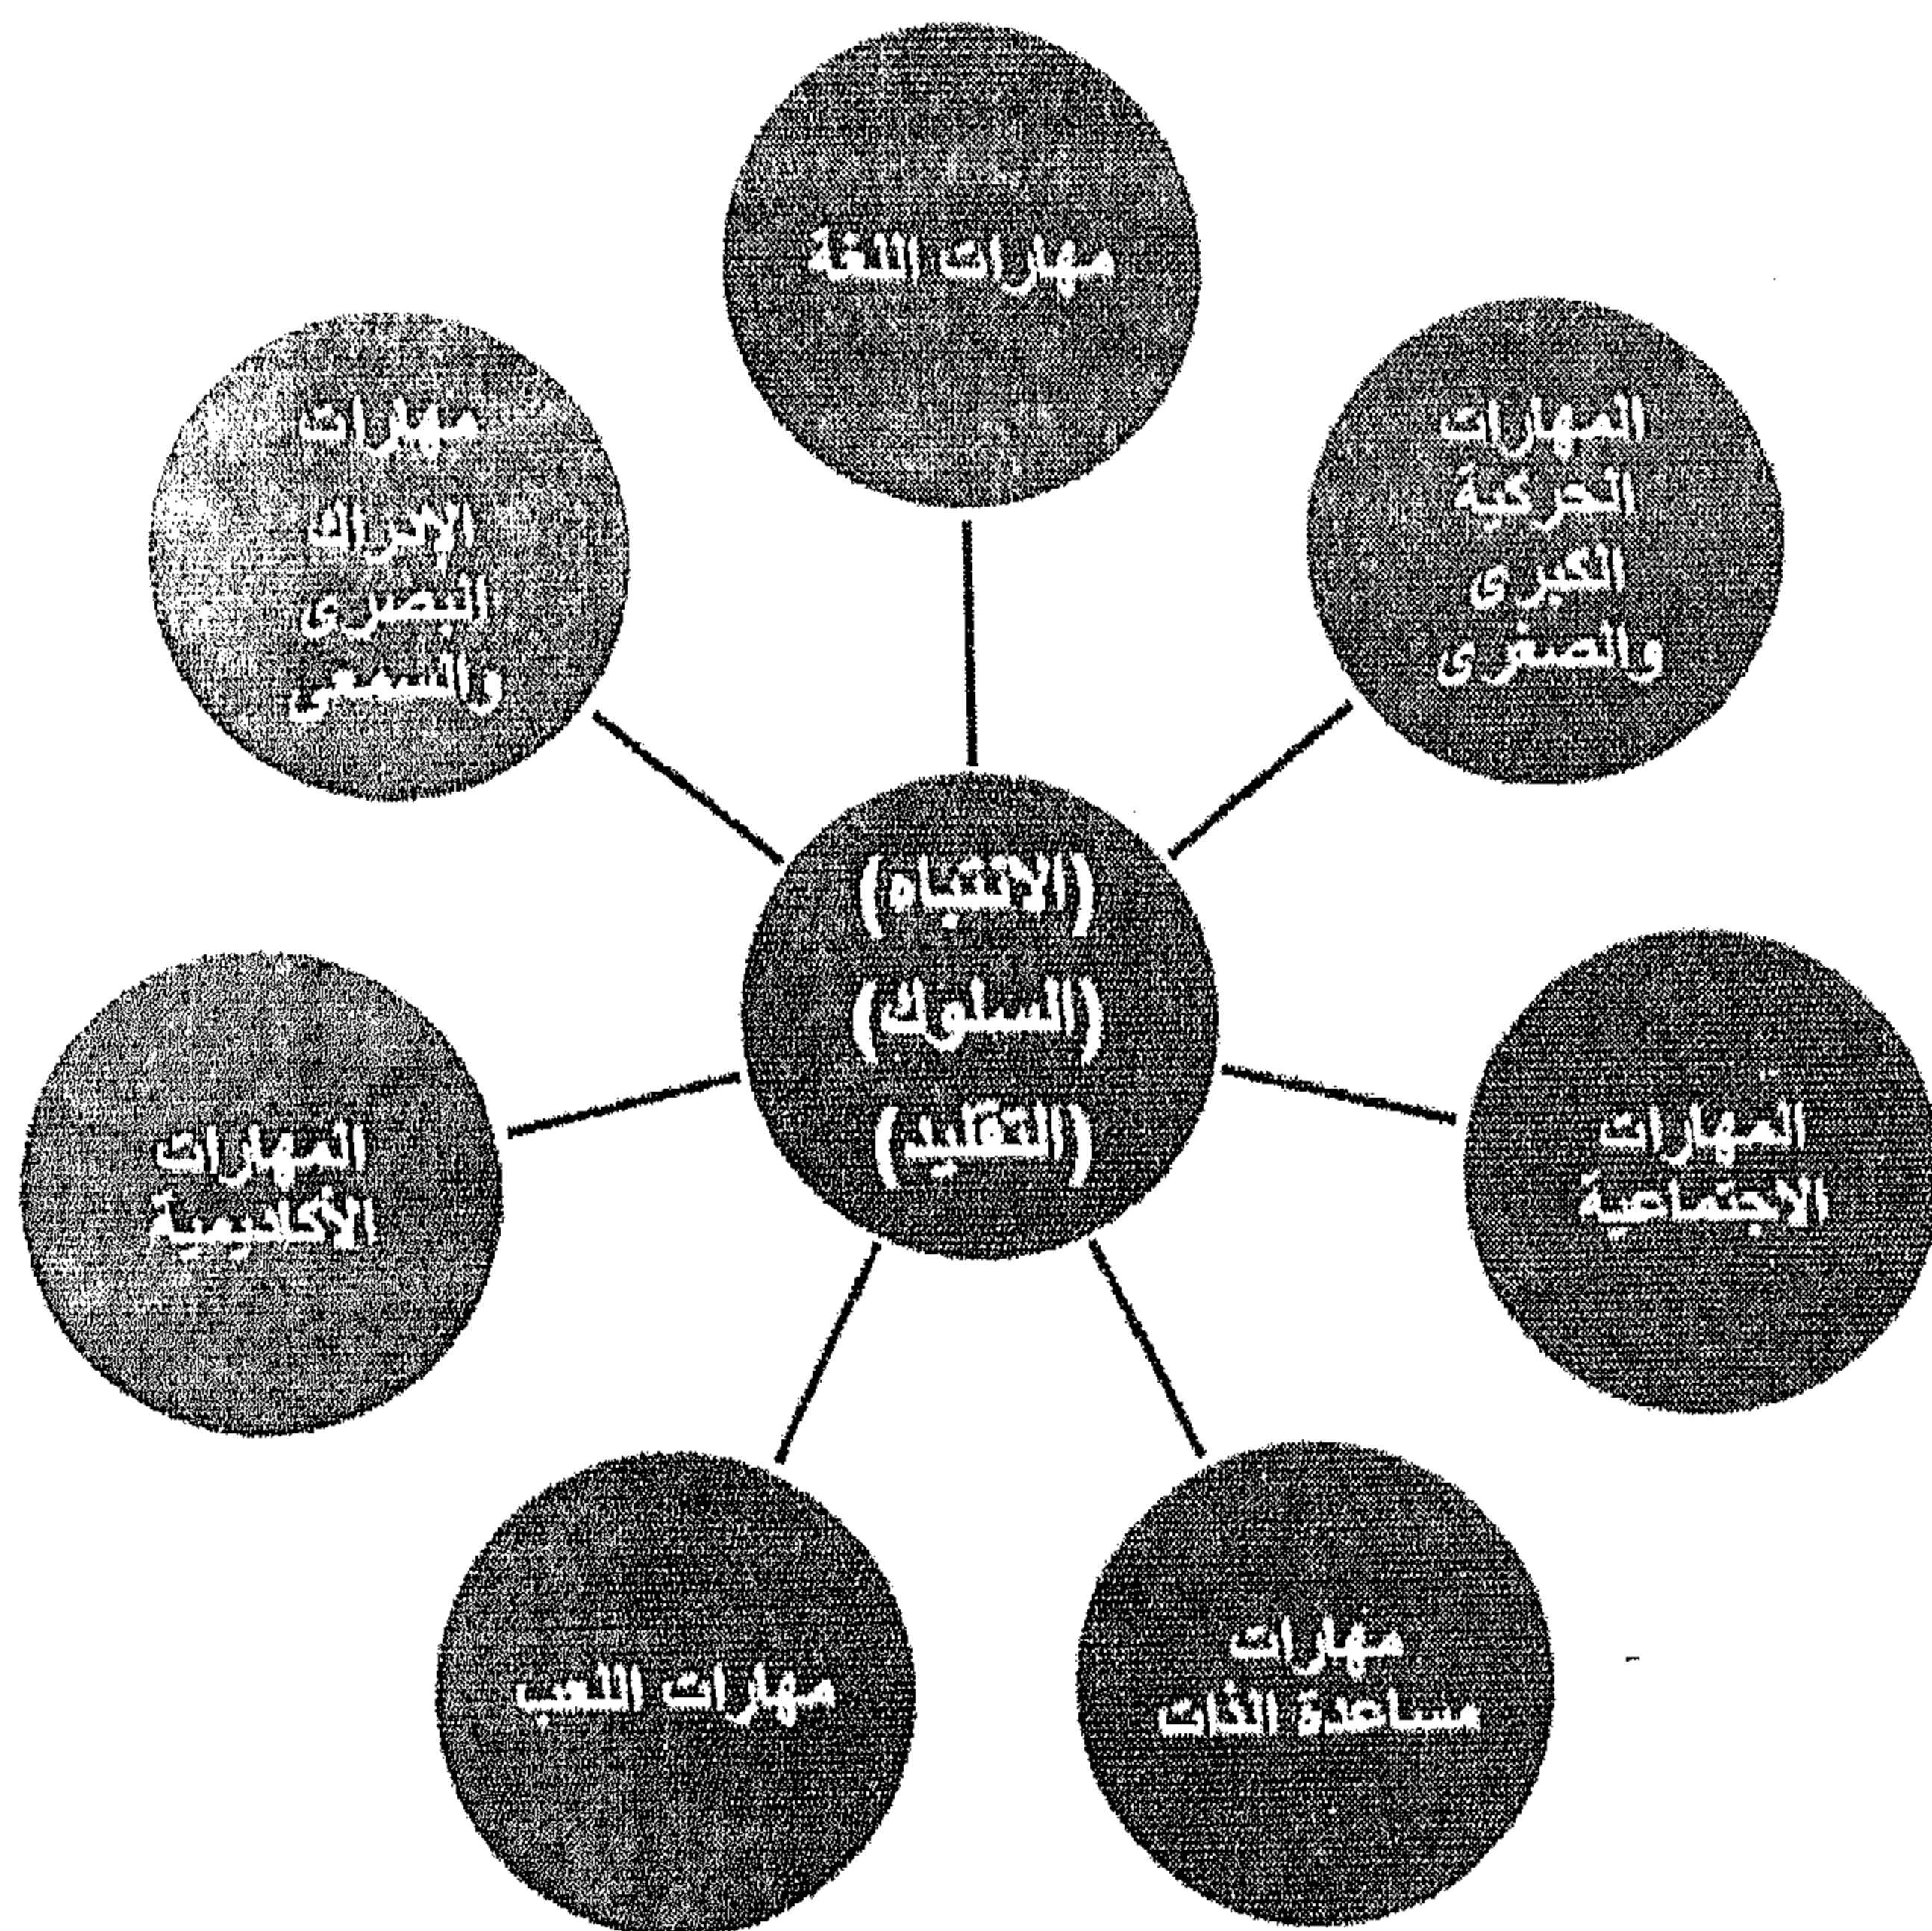 مهارات اللغة
المهارات
الحركية
الكبرى
والصغرى
المهارات
الاجتماعية
مهارات
مساعدة الذات
مهارات اللعب
المهارات
الأكاديمية
مهارات
الإدراك
البصرى
والسمعى
(الانتباه)
(السلوك)
(التقليد)